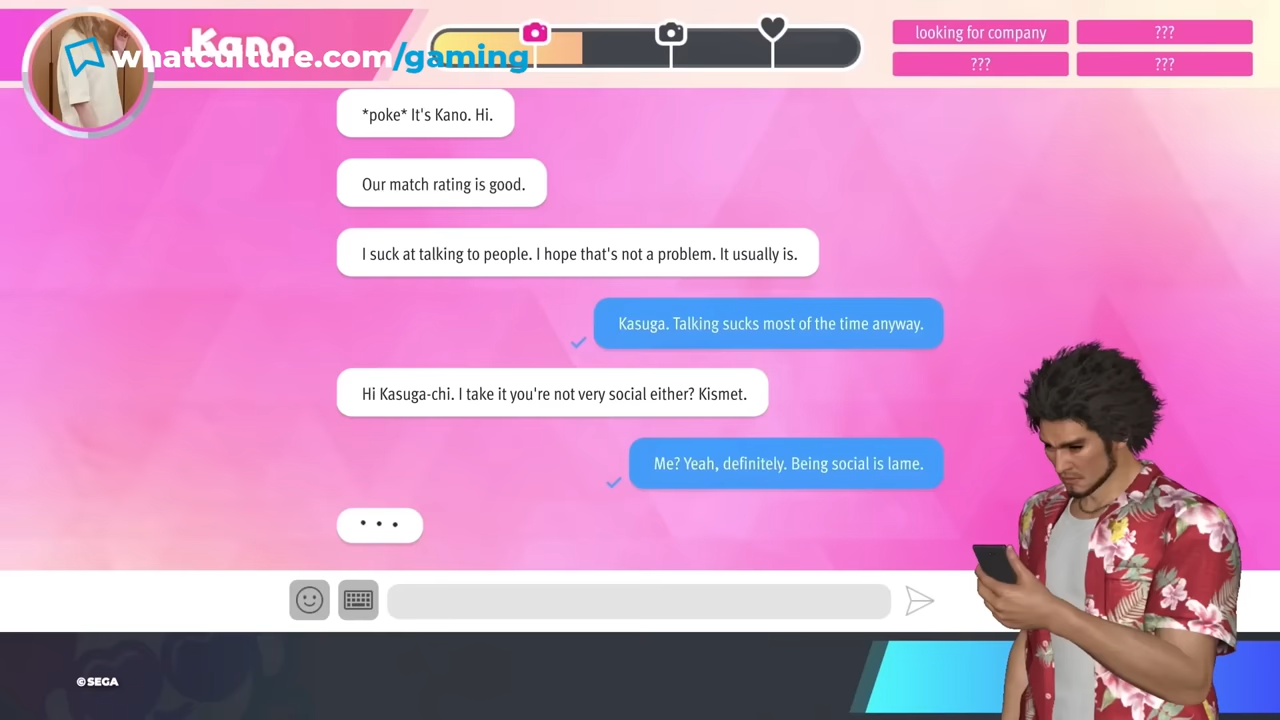 Kano
whatculture.com/gaming
looking for company
???
???
???
*poke* It's Kano. Hi.
Our match rating is good.
I suck at talking to people. I hope that's not a problem. It usually is.
Kasuga. Talking sucks most of the time anyway.
Hi Kasuga-chi. I take it you're not very social either? Kismet.
Me? Yeah, definitely. Being social is lame.
• • •
©SEGA